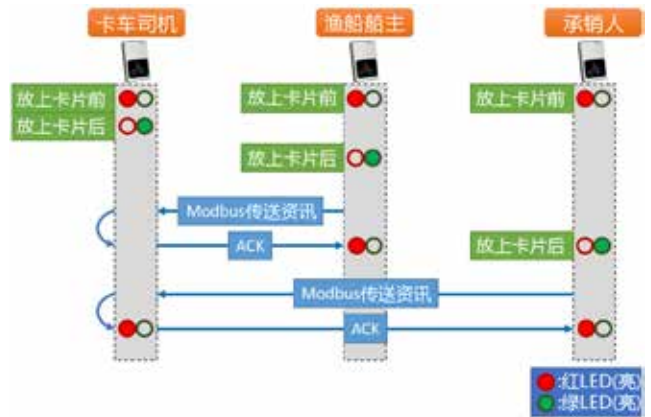 卡车司机
渔船船主
承销人
放上卡片前
放上卡片前
放上卡片前
放上卡片后
放上卡片后
Modbus传送资讯
ACK
放上卡片后
Modbus传送资讯
ACK
:红LED(亮)
:绿LED(亮)